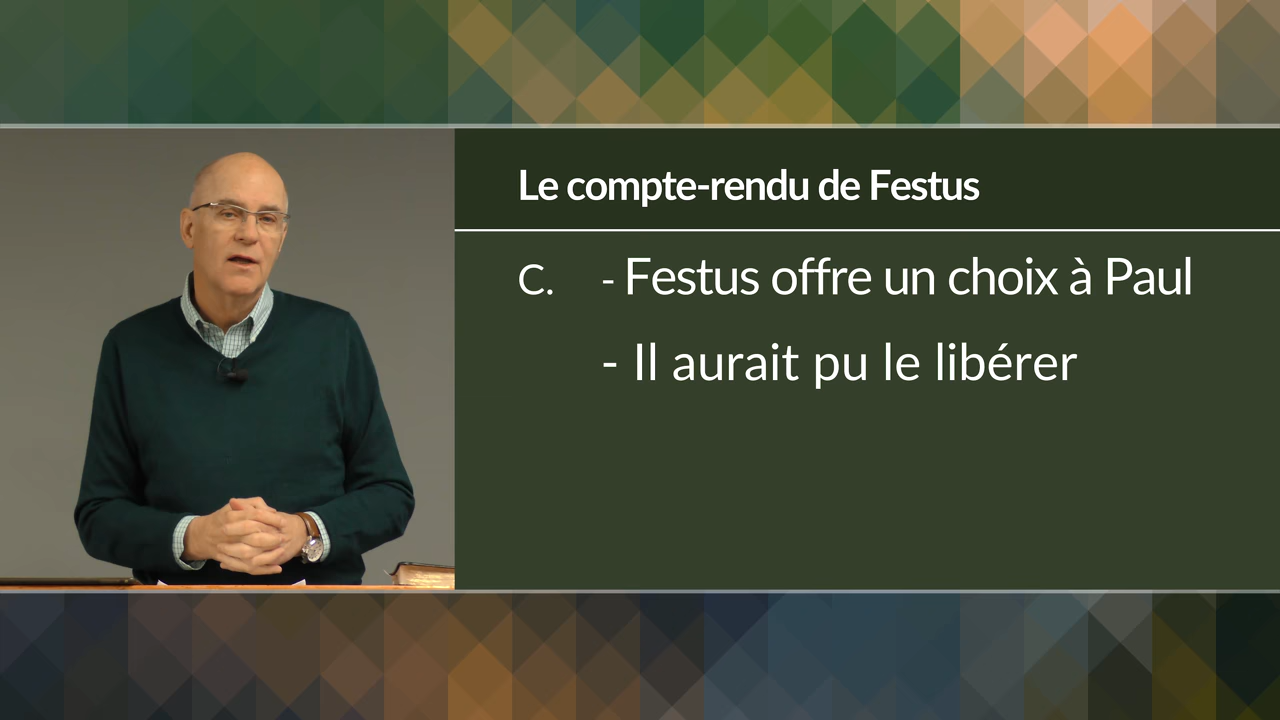 Le compte-rendu de Festus
C. - Festus offre un choix à Paul
- Il aurait pu le libérer